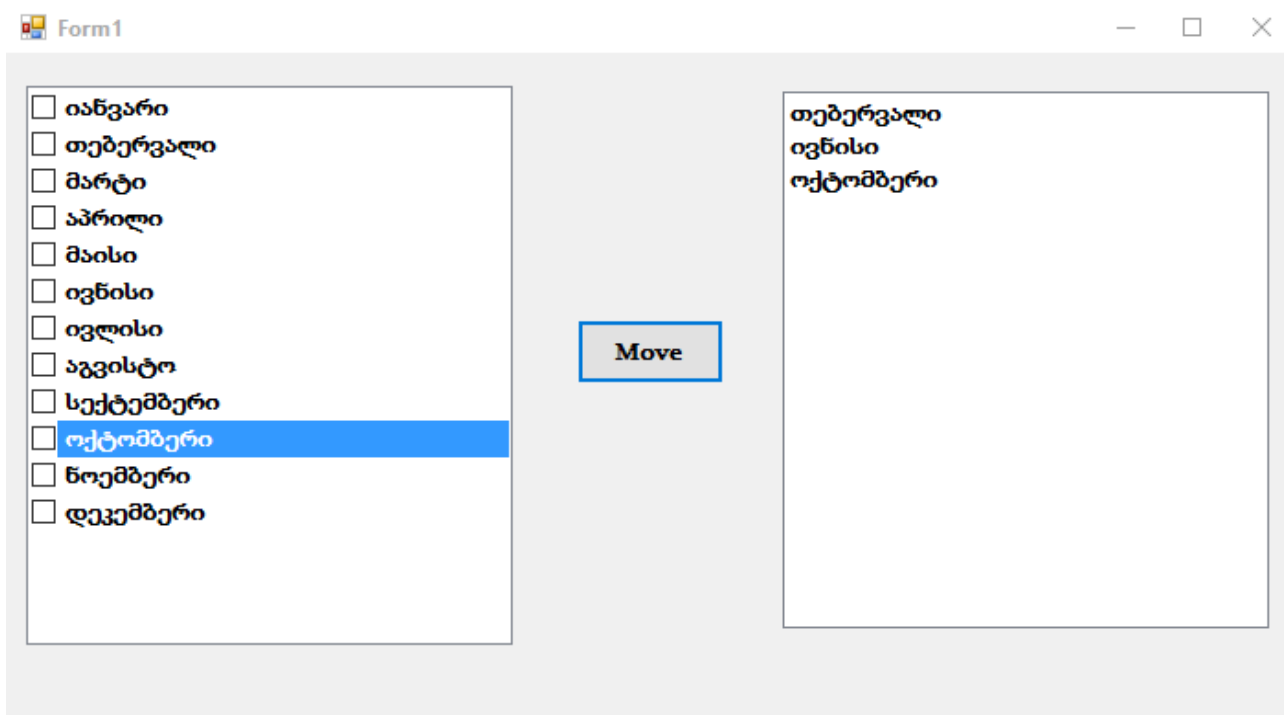 Form1
იანვარი
თებერვალი
მარტი
აპრილი
მაისი
ივნისი
ივლისი
აგვისტო
სექტემბერი
ოქტომბერი
ნოემბერი
დეკემბერი
Move
თებერვალი
ივნისი
ოქტომბერი